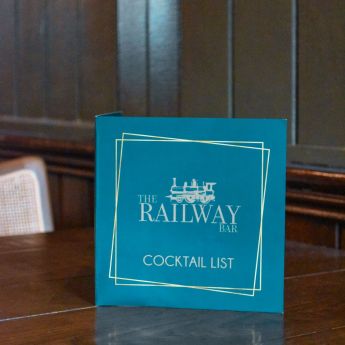 THE
RAILWAY
BAR
COCKTAIL LIST